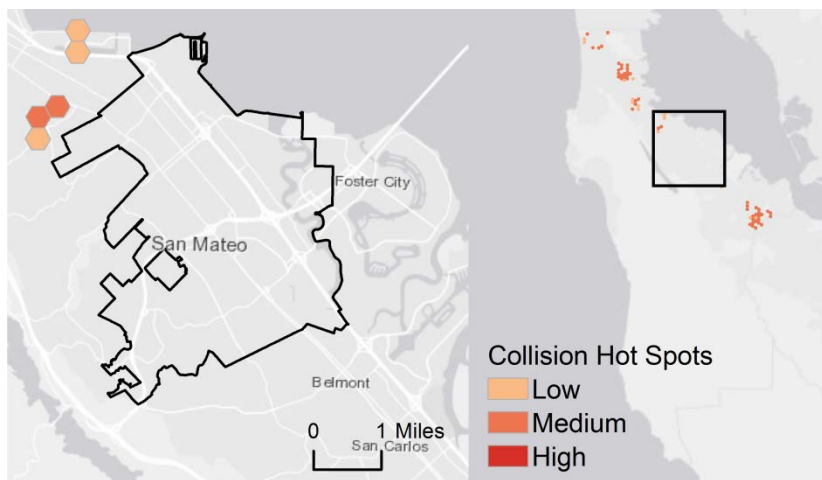 Foster City
San Mateo
Belmont
0 1 Miles
San Carlos
Collision Hot Spots
Low
Medium
High